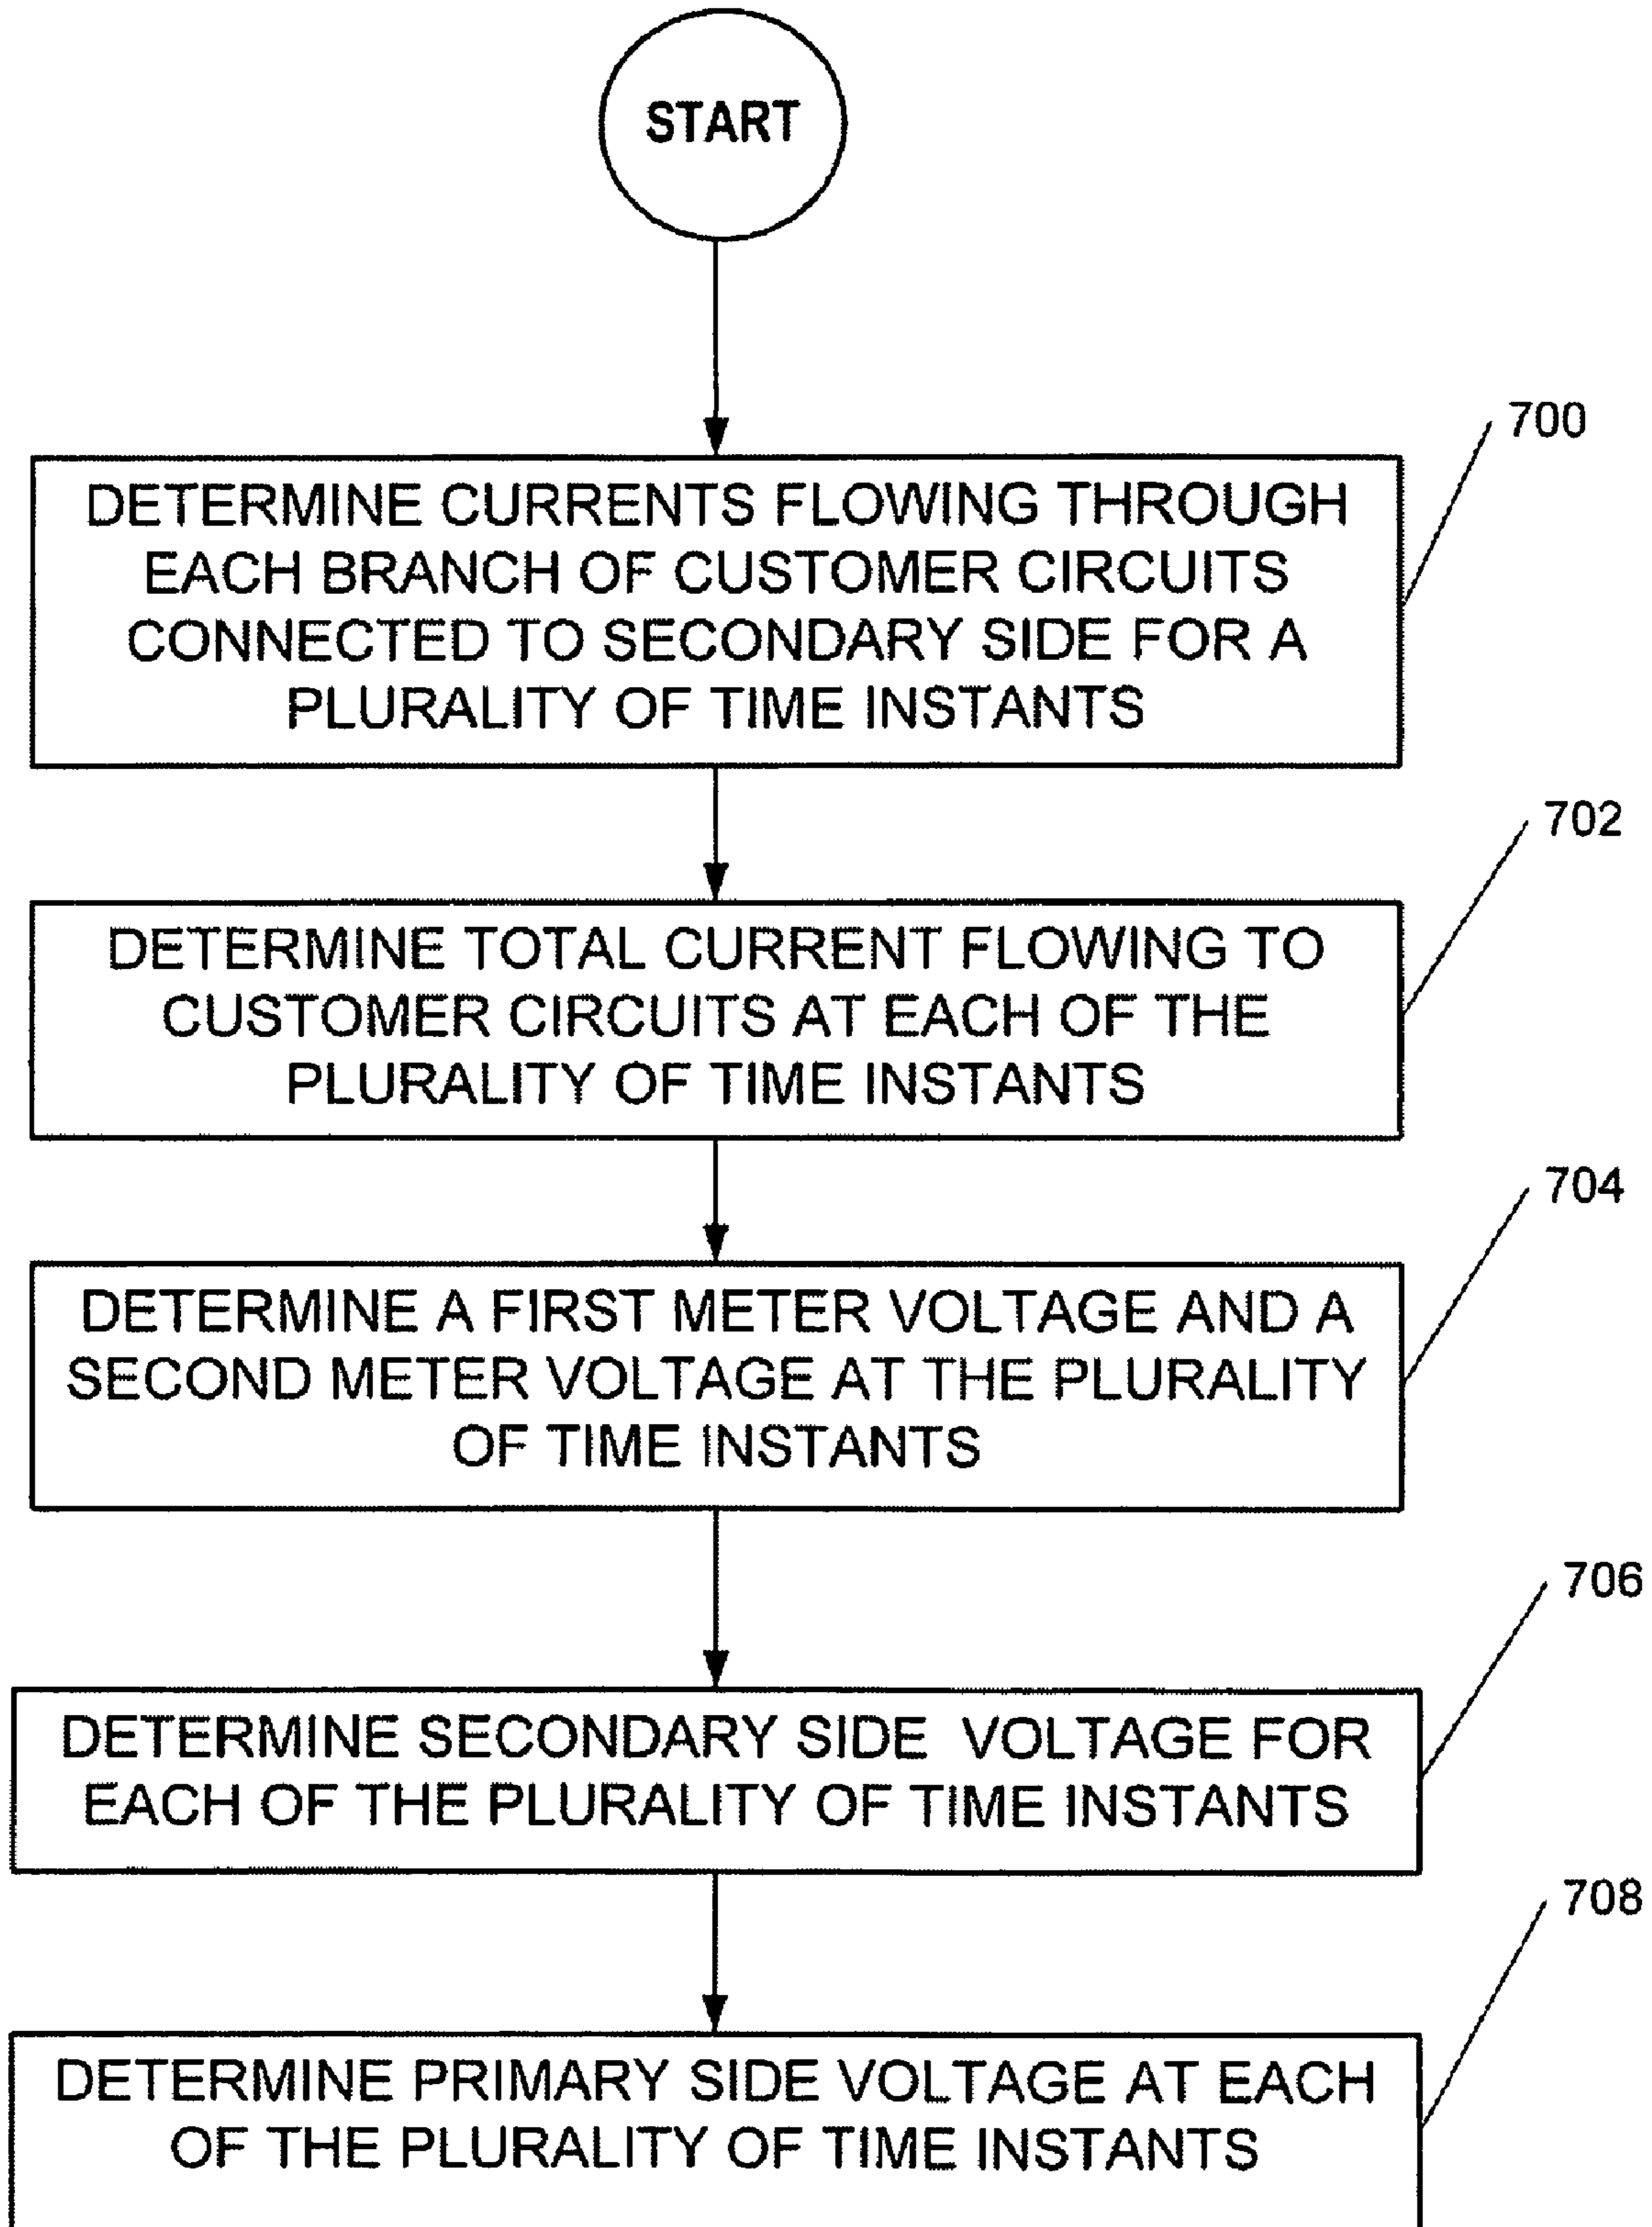 START
700
DETERMINE CURRENTS FLOWING THROUGH
EACH BRANCH OF CUSTOMER CIRCUITS
CONNECTED TO SECONDARY SIDE FOR A
PLURALITY OF TIME INSTANTS
702
DETERMINE TOTAL CURRENT FLOWING TO
CUSTOMER CIRCUITS AT EACH OF THE
PLURALITY OF TIME INSTANTS
704
DETERMINE A FIRST METER VOLTAGE AND A
SECOND METER VOLTAGE AT THE PLURALITY
OF TIME INSTANTS
706
DETERMINE SECONDARY SIDE VOLTAGE FOR
EACH OF THE PLURALITY OF TIME INSTANTS
708
DETERMINE PRIMARY SIDE VOLTAGE AT EACH
OF THE PLURALITY OF TIME INSTANTS